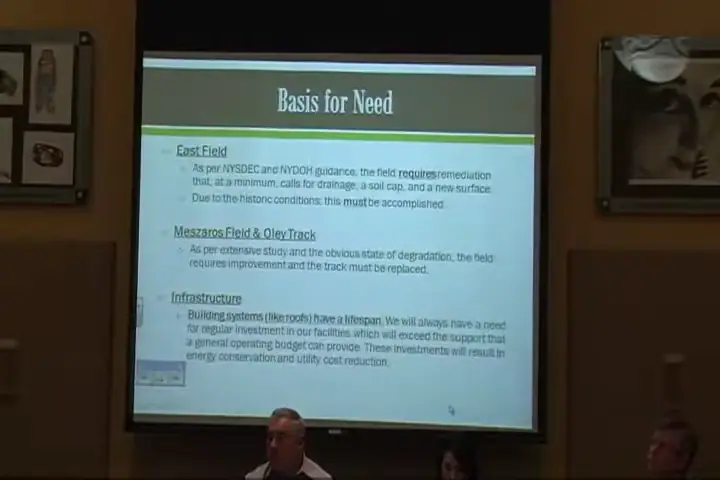 Basis for Need
East Field
As per NYSDEC and NYDOH guidance, the field requires remediation
that, at a minimum, calls for drainage, a soil cap, and a new surface.
Due to the historic conditions, this must be accomplished.
Meszaros Field & Oley Track
As per extensive study and the obvious state of degradation, the field
requires improvement and the track must be replaced.
Infrastructure
Building systems (like roofs) have a lifespan. We will always have a need
for regular investment in our facilities which will exceed the support that
a general operating budget can provide. These investments will result in
energy conservation and utility cost reduction.